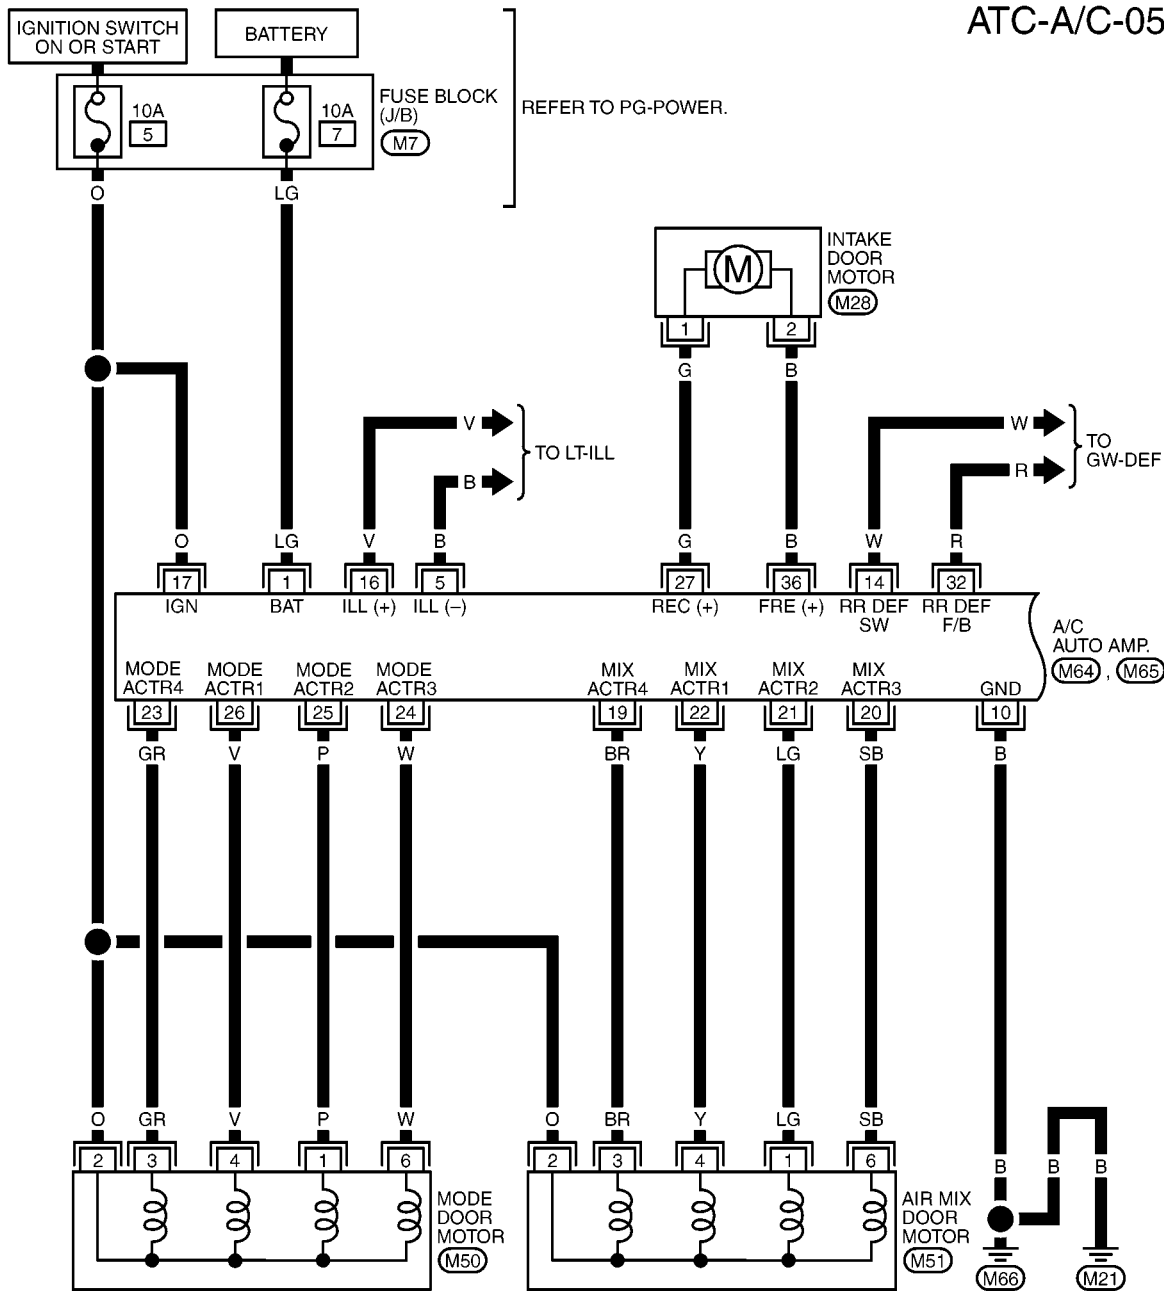 ATC-A/C-05
IGNITION SWITCH
ON OR START
BATTERY
10A
5
10A
7
FUSE BLOCK
(J/B)
M7
REFER TO PG-POWER.
O
LG
INTAKE
DOOR
MOTOR
M28
M
1
2
G
B
V
B
TO LT-ILL
W
R
TO
GW-DEF
O
LG
V
B
G
B
W
R
17
1
16
5
27
36
14
32
IGN
BAT
ILL (+)
ILL (–)
REC (+)
FRE (+)
RR DEF
SW
RR DEF
F/B
A/C
AUTO AMP.
M64 , M65
MODE
ACTR4
MODE
ACTR1
MODE
ACTR2
MODE
ACTR3
MIX
ACTR4
MIX
ACTR1
MIX
ACTR2
MIX
ACTR3
GND
23
26
25
24
19
22
21
20
10
GR
V
P
W
BR
Y
LG
SB
B
O
GR
V
P
W
O
BR
Y
LG
SB
2
3
4
1
6
2
3
4
1
6
B
B
B
MODE
DOOR
MOTOR
M50
AIR MIX
DOOR
MOTOR
M51
M66
M21